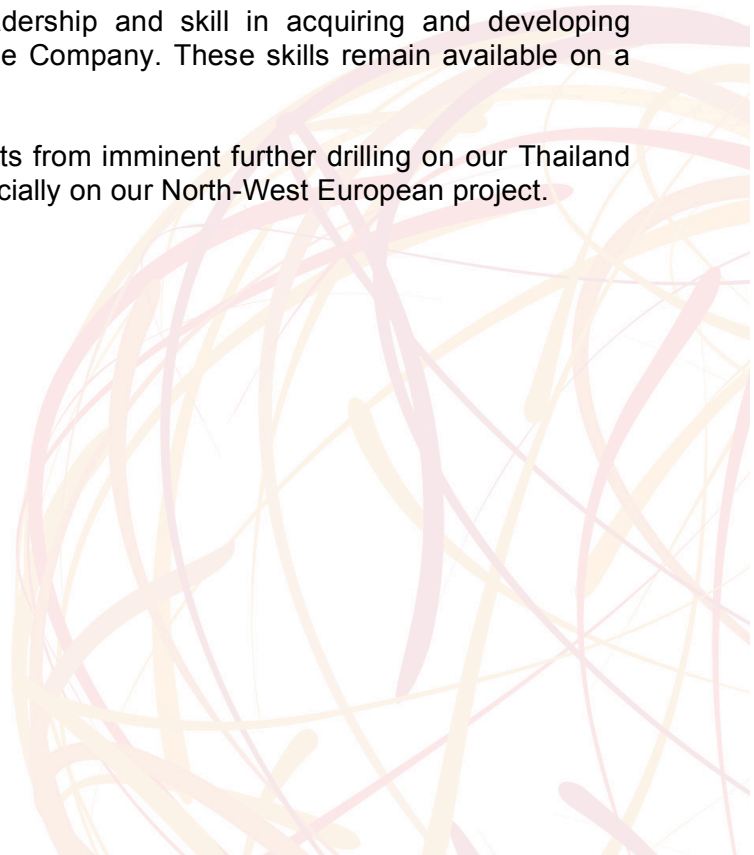 dership and skill in acquiring and developing
e Company. These skills remain available on a
ts from imminent further drilling on our Thailand
cially on our North-West European project.